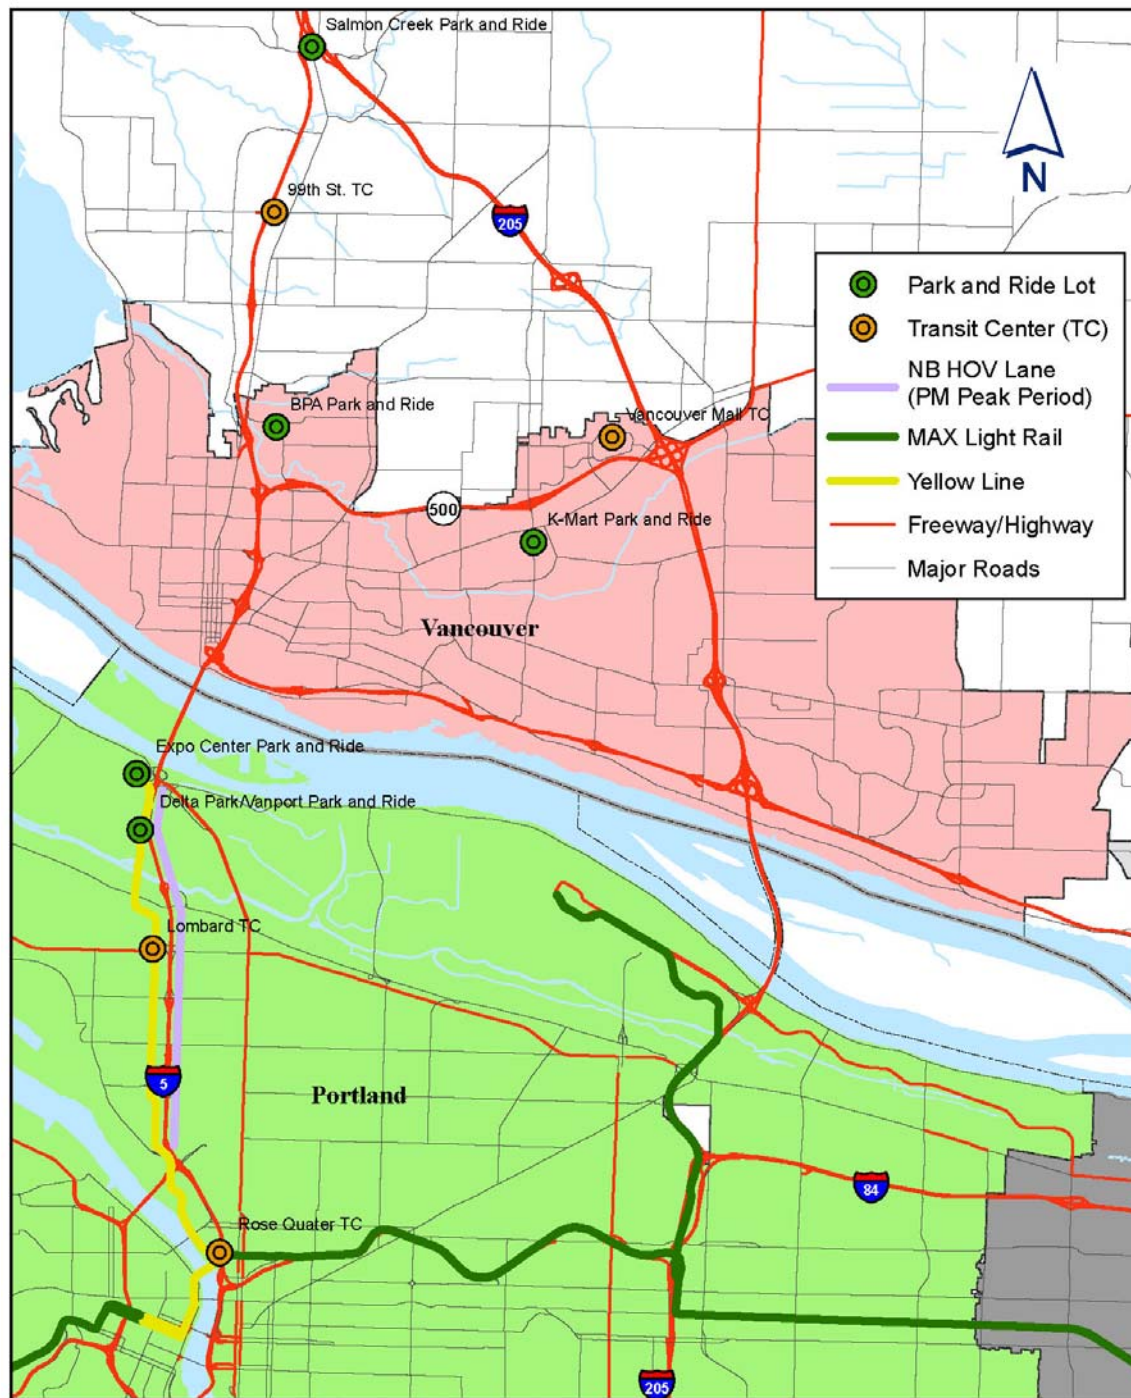 Salmon Creek Park and Ride
N
99th St. TC
205
Park and Ride Lot
Transit Center (TC)
NB HOV Lane
(PM Peak Period)
MAX Light Rail
Yellow Line
Freeway/Highway
Major Roads
BPA Park and Ride
Vancouver Mall TC
500
K-Mart Park and Ride
Vancouver
Expo Center Park and Ride
Delta Park/Vanport Park and Ride
Lombard TC
5
Portland
84
Rose Quater TC
205